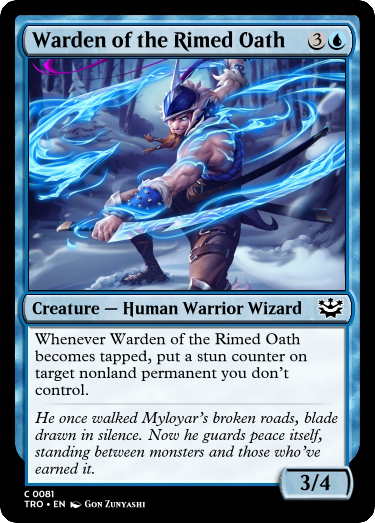 Warden of the Rimed Oath 3
Creature — Human Warrior Wizard
Whenever Warden of the Rimed Oath
becomes tapped, put a stun counter on
target nonland permanent you don't
control.
He once walked Myloyar's broken roads, blade
drawn in silence. Now he guards peace itself,
standing between monsters and those who've
earned it.
3/4
C 0081
TRO • EN Gon Zunyashi